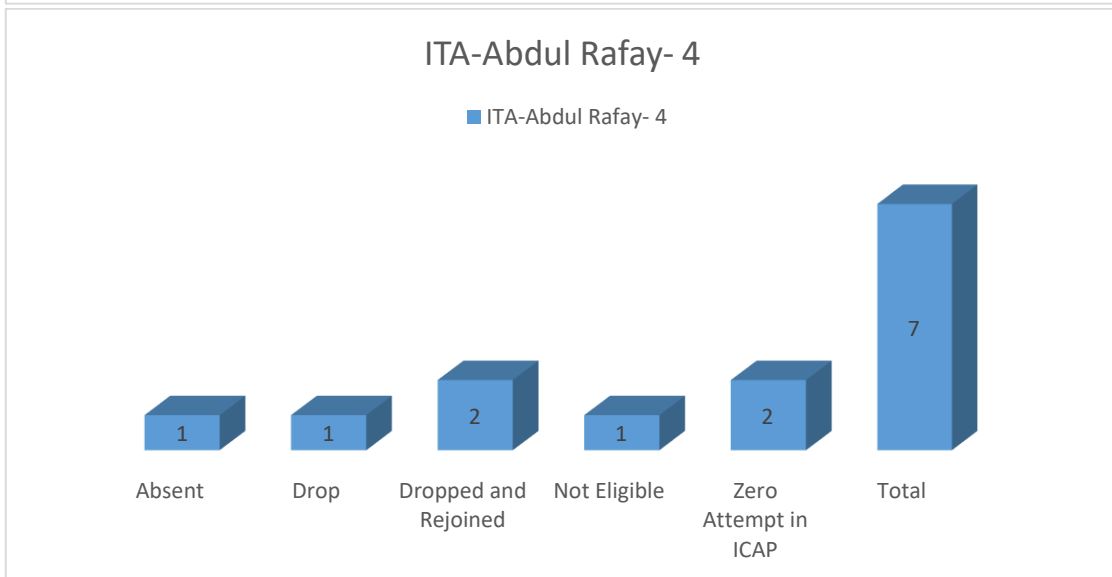 ITA-Abdul Rafay- 4
ITA-Abdul Rafay- 4
1
1
2
1
2
7
Absent
Drop
Dropped and
Rejoined
Not Eligible
Zero
Attempt in
ICAP
Total